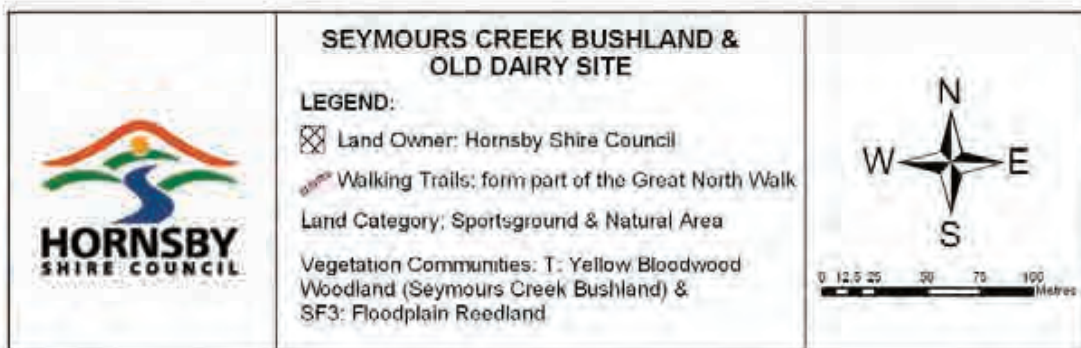 HORNSBY
SHIRE COUNCIL
SEYMOURS CREEK BUSHLAND &
OLD DAIRY SITE
LEGEND:
Land Owner: Hornsby Shire Council
Walking Trails: form part of the Great North Walk
Land Category: Sportsground & Natural Area
Vegetation Communities: T: Yellow Bloodwood
Woodland (Seymours Creek Bushland) &
SF3: Floodplain Reedland
N
W E
S
0 12.5 25 50 75 100
Metres